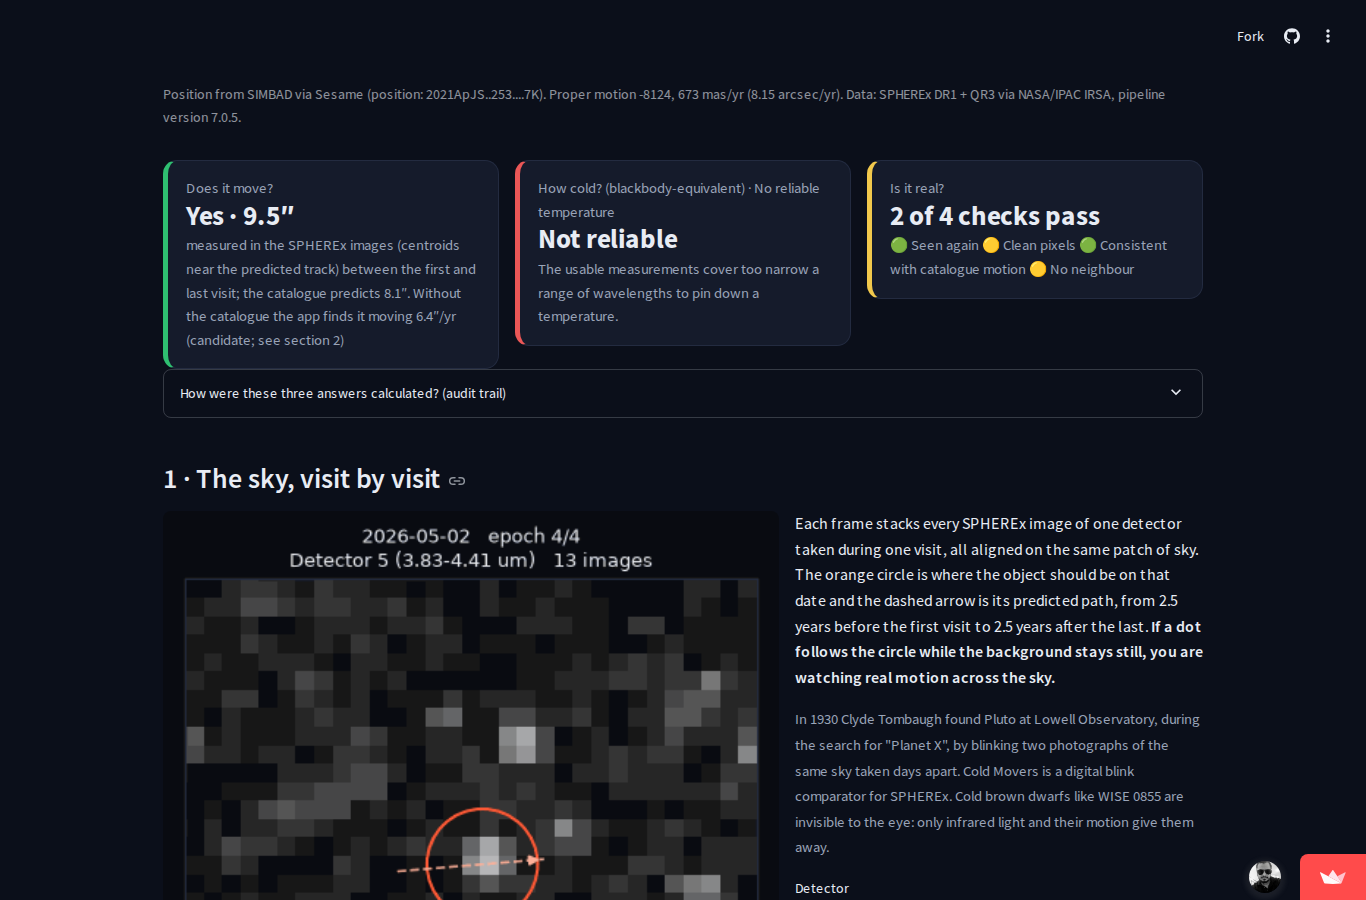 Fork
Position from SIMBAD via Sesame (position: 2021ApJS..253....7K). Proper motion -8124, 673 mas/yr (8.15 arcsec/yr). Data: SPHEREx DR1 + QR3 via NASA/IPAC IRSA, pipeline
version 7.0.5.
Does it move?
Yes · 9.5″
measured in the SPHEREx images (centroids
near the predicted track) between the first and
last visit; the catalogue predicts 8.1″. Without
the catalogue the app finds it moving 6.4″/yr
(candidate; see section 2)
How cold? (blackbody-equivalent) · No reliable
temperature
Not reliable
The usable measurements cover too narrow a
range of wavelengths to pin down a
temperature.
Is it real?
2 of 4 checks pass
🟢 Seen again 🟡 Clean pixels 🟢 Consistent
with catalogue motion 🟡 No neighbour
How were these three answers calculated? (audit trail)
1 · The sky, visit by visit
2026-05-02 epoch 4/4
Detector 5 (3.83-4.41 um) 13 images
Each frame stacks every SPHEREx image of one detector
taken during one visit, all aligned on the same patch of sky.
The orange circle is where the object should be on that
date and the dashed arrow is its predicted path, from 2.5
years before the first visit to 2.5 years after the last. If a dot
follows the circle while the background stays still, you are
watching real motion across the sky.
In 1930 Clyde Tombaugh found Pluto at Lowell Observatory, during
the search for "Planet X", by blinking two photographs of the
same sky taken days apart. Cold Movers is a digital blink
comparator for SPHEREx. Cold brown dwarfs like WISE 0855 are
invisible to the eye: only infrared light and their motion give them
away.
Detector